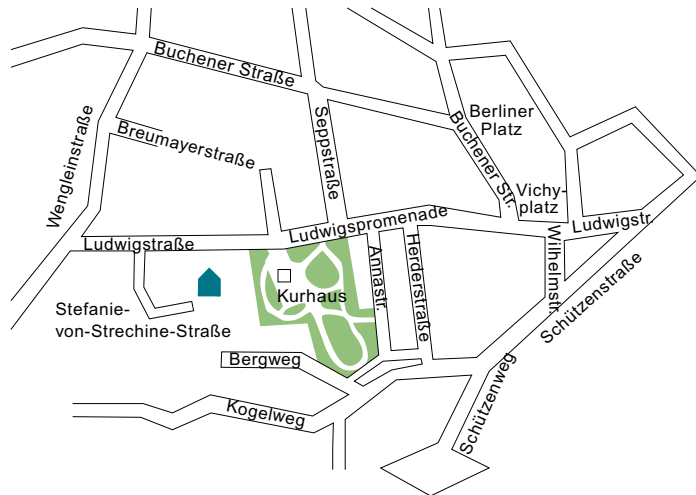 Buchener Straße
Seppstraße
Berliner
Platz
Buchener Str.
Breumayerstraße
Wengleinstraße
Vichy-
platz
Ludwigspromenade
Ludwigstr.
Ludwigstraße
Wilhelmstr.
Annastr.
Herderstraße
Schützenstraße
Kurhaus
Stefanie-
von-Strechine-Straße
Bergweg
Kogelweg
Schützenweg